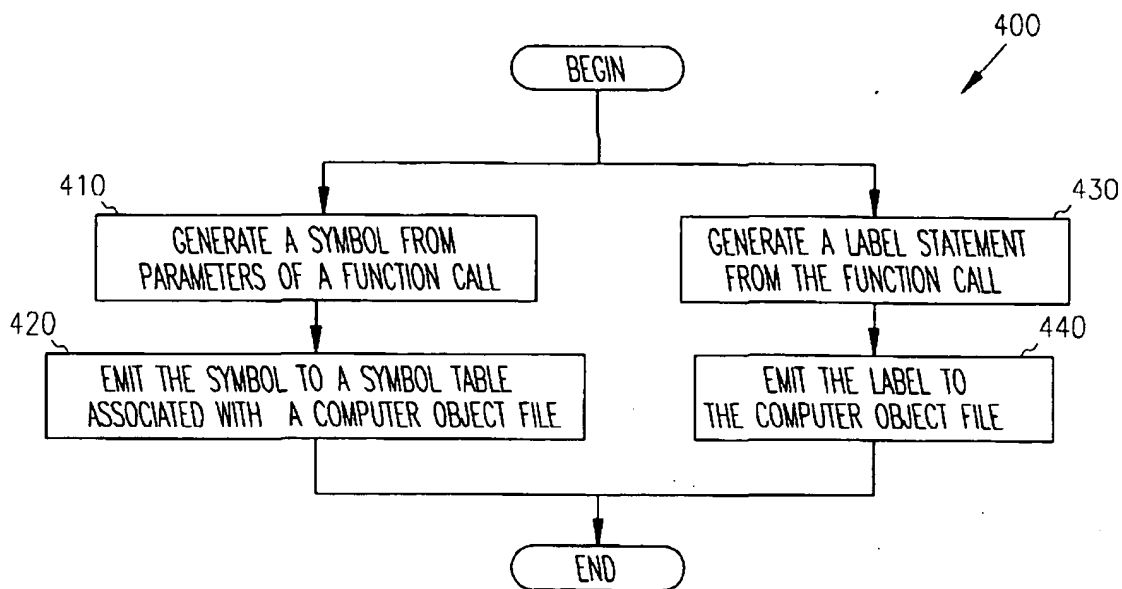 400
BEGIN
410
GENERATE A SYMBOL FROM
PARAMETERS OF A FUNCTION CALL
430
GENERATE A LABEL STATEMENT
FROM THE FUNCTION CALL
420
EMIT THE SYMBOL TO A SYMBOL TABLE
ASSOCIATED WITH A COMPUTER OBJECT FILE
440
EMIT THE LABEL TO
THE COMPUTER OBJECT FILE
END